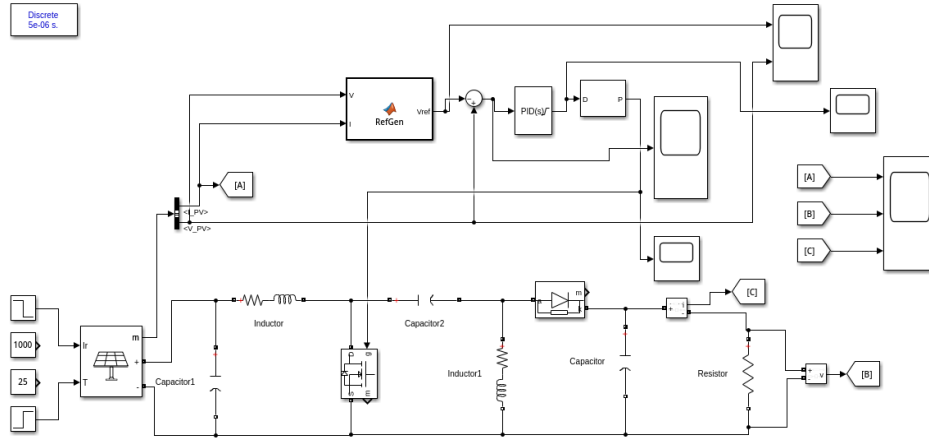 Discrete
5e-06 s.
V
I
RefGen
Vref
PID(s)
D
P
[A]
<I_PV>
<V_PV>
[A]
[B]
[C]
1000
25
Ir
T
m
+
-
Capacitor1
Inductor
Capacitor2
g
D
S
m
Inductor1
a
k
m
Capacitor
+
-
i
[C]
Resistor
+
-
v
[B]